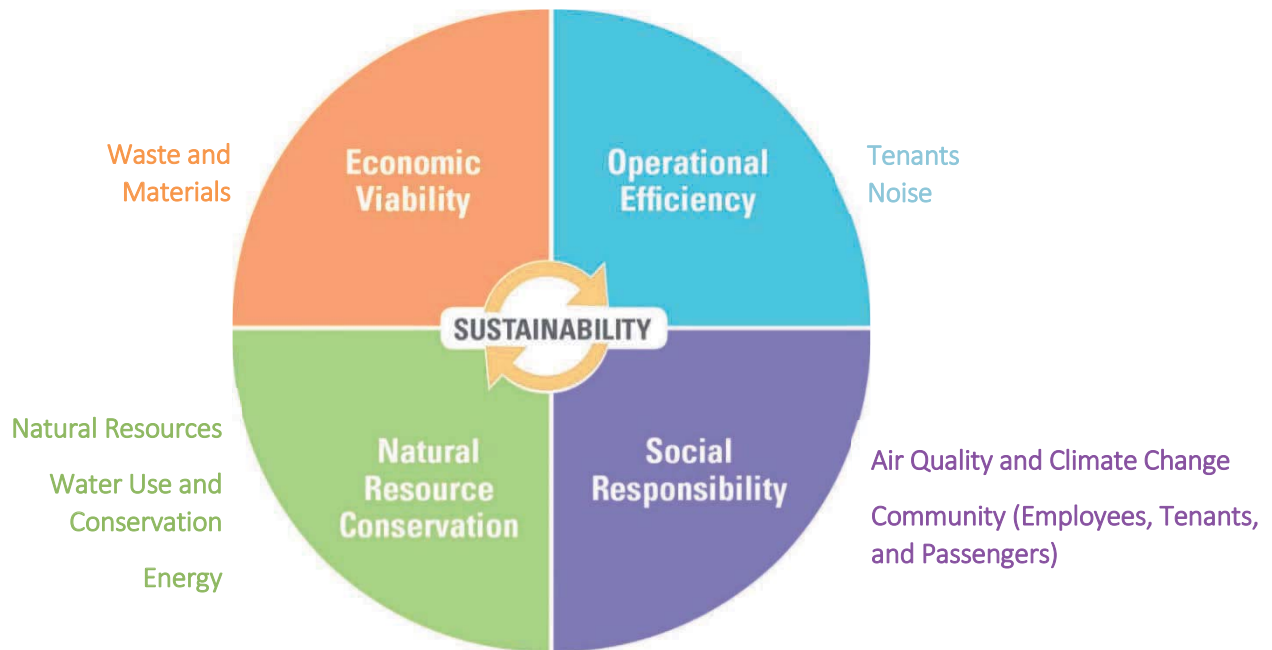 Waste and
Materials
Economic
Viability
Operational
Efficiency
Tenants
Noise
SUSTAINABILITY
Natural Resources
Water Use and
Conservation
Energy
Natural
Resource
Conservation
Social
Responsibility
Air Quality and Climate Change
Community (Employees, Tenants,
and Passengers)